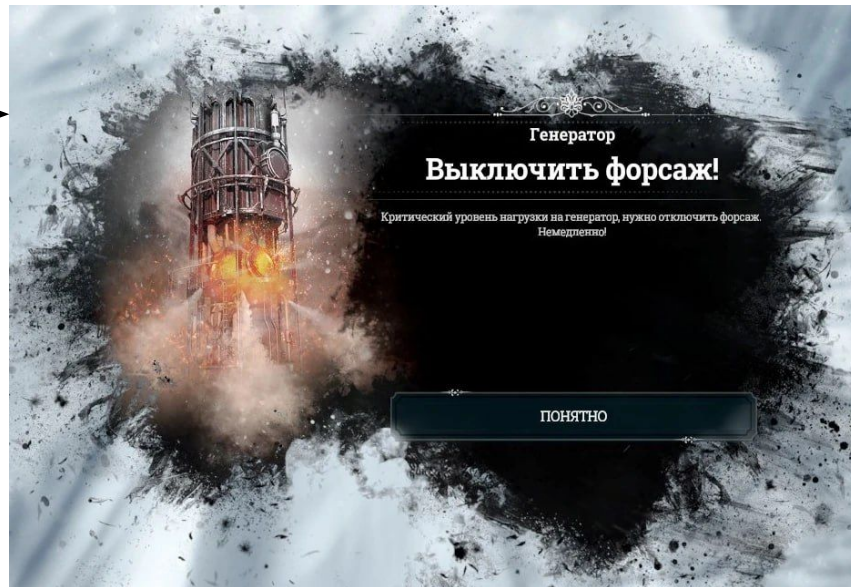 Генератор
Выключить форсаж!
Критический уровень нагрузки на генератор, нужно отключить форсаж.
Немедленно!
ПОНЯТНО